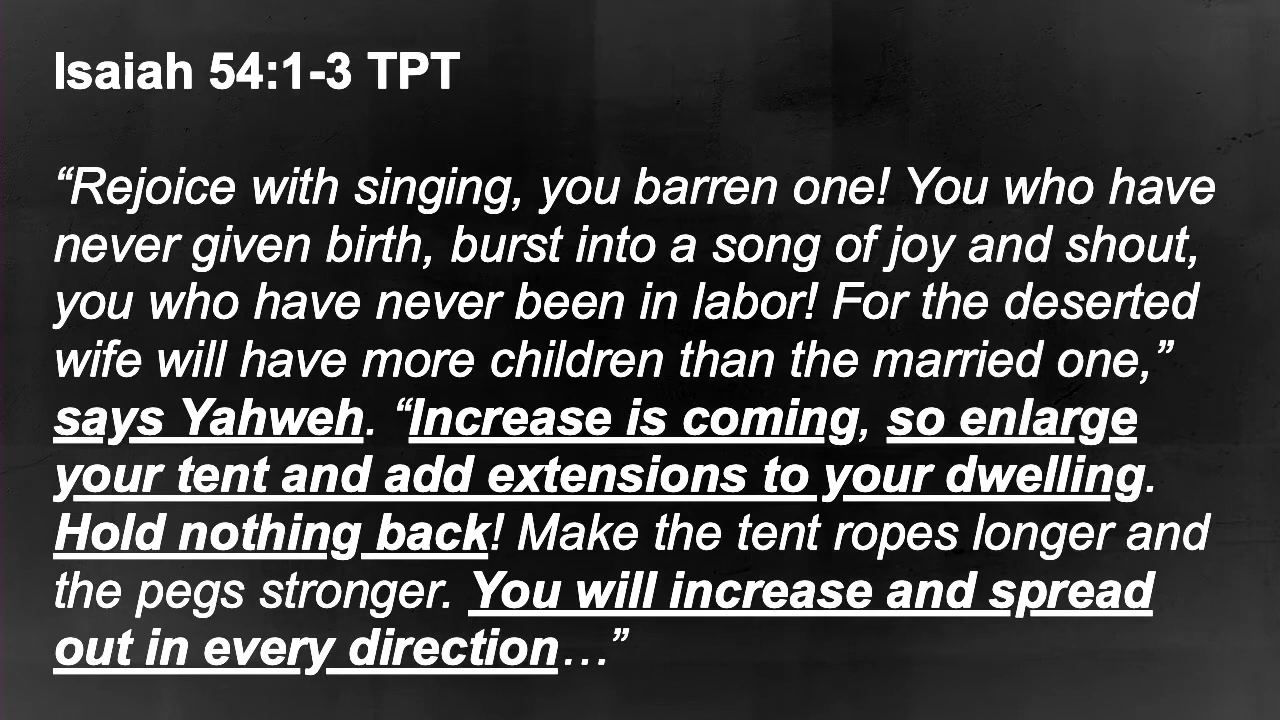 Isaiah 54:1-3 TPT
“Rejoice with singing, you barren one! You who have
never given birth, burst into a song of joy and shout,
you who have never been in labor! For the deserted
wife will have more children than the married one,”
says Yahweh. “Increase is coming, so enlarge
your tent and add extensions to your dwelling.
Hold nothing back! Make the tent ropes longer and
the pegs stronger. You will increase and spread
out in every direction…”